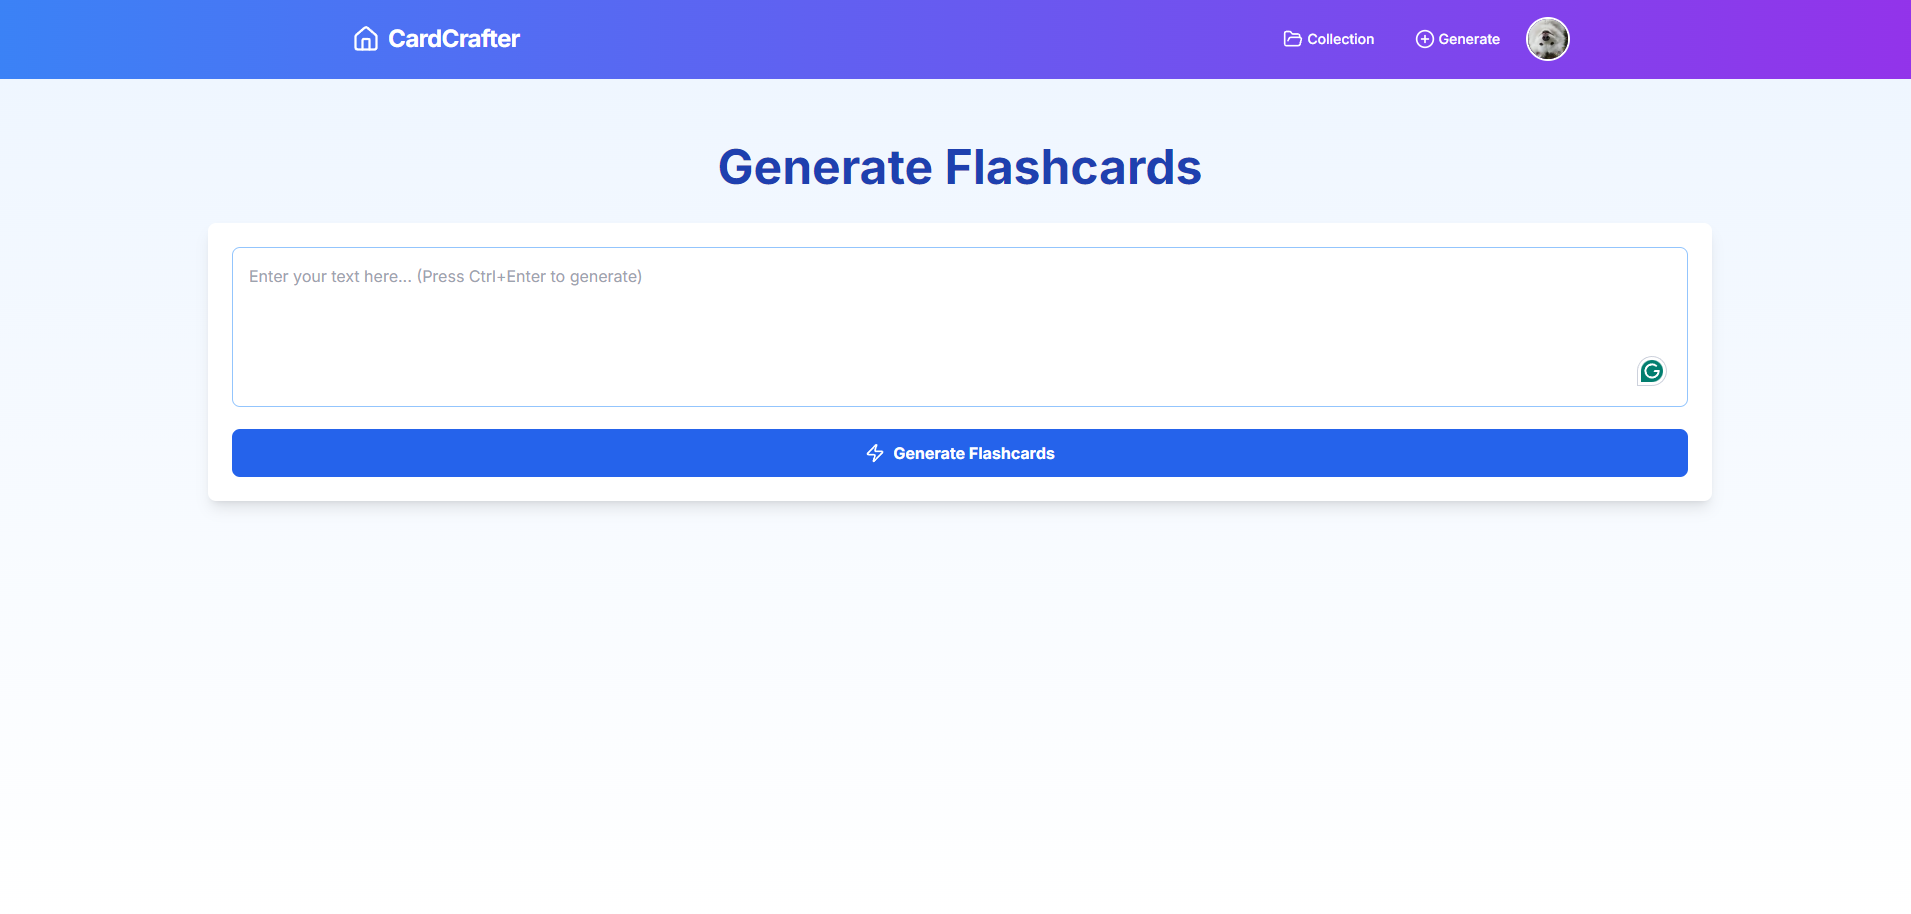 CardCrafter
Collection
Generate
Generate Flashcards
Enter your text here... (Press Ctrl+Enter to generate)
Generate Flashcards